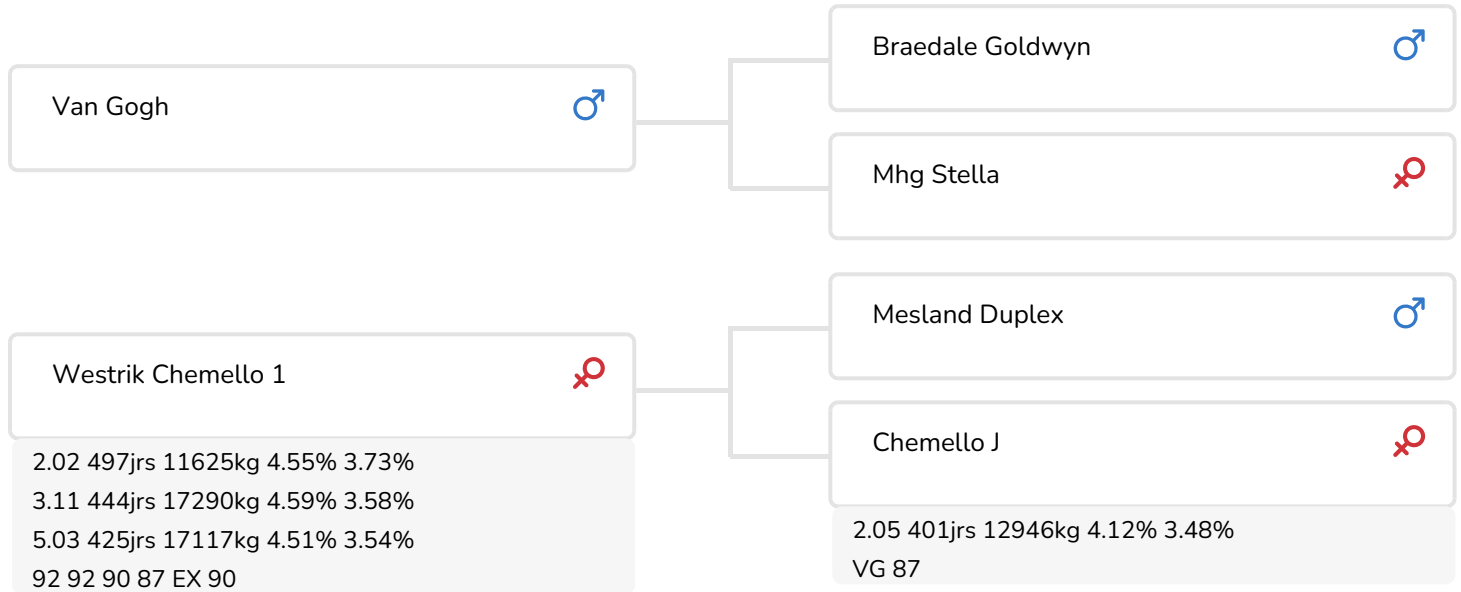 Van Gogh
Braedale Goldwyn
Mhg Stella
Westrik Chemello 1
2.02 497jrs 11625kg 4.55% 3.73%
3.11 444jrs 17290kg 4.59% 3.58%
5.03 425jrs 17117kg 4.51% 3.54%
92 92 90 87 EX 90
Mesland Duplex
Chemello J
2.05 401jrs 12946kg 4.12% 3.48%
VG 87